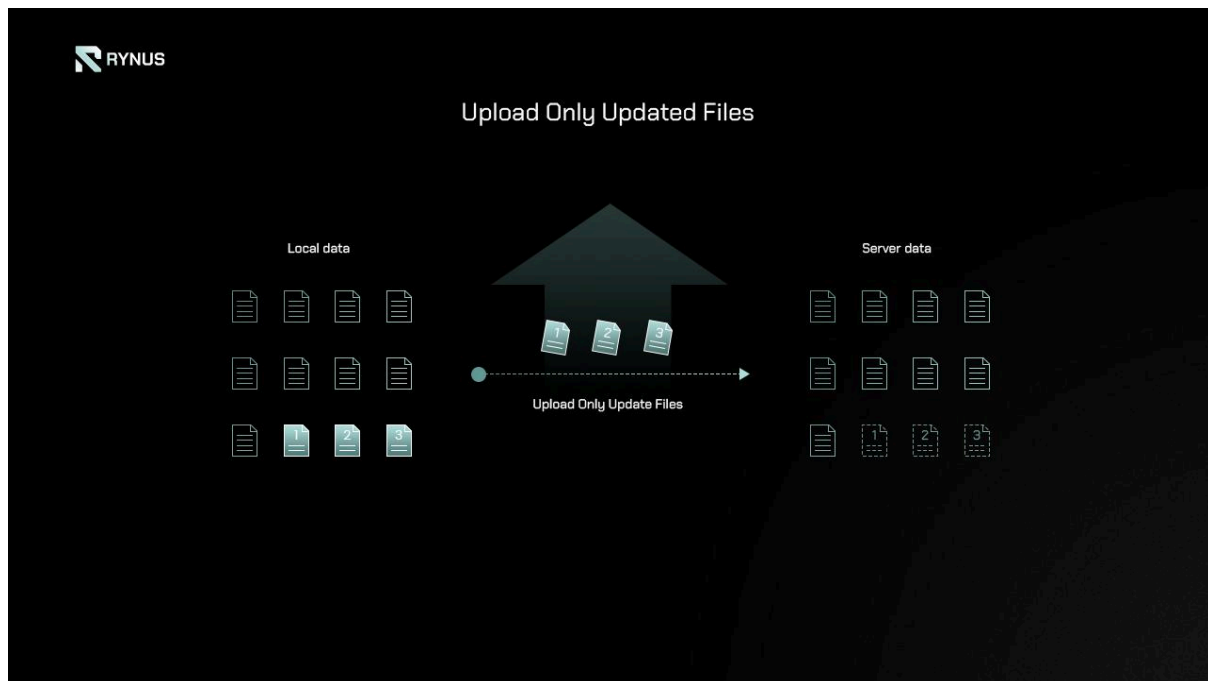 RYNUS
Upload Only Updated Files
Local data
Server data
1 2 3
Upload Only Update Files
1 2 3
1 2 3